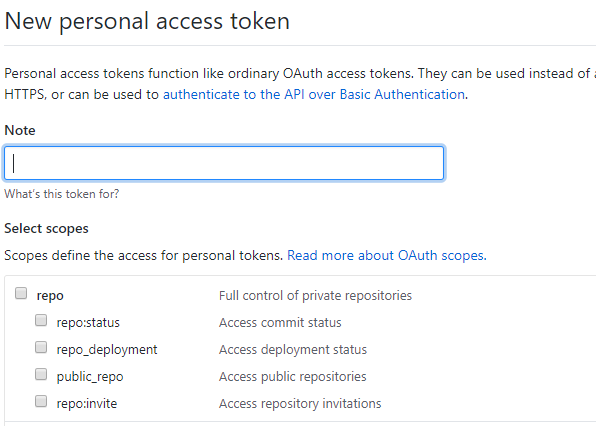 New personal access token
Personal access tokens function like ordinary OAuth access tokens. They can be used instead of a
HTTPS, or can be used to authenticate to the API over Basic Authentication.
Note
What's this token for?
Select scopes
Scopes define the access for personal tokens. Read more about OAuth scopes.
repo Full control of private repositories
repo:status Access commit status
repo_deployment Access deployment status
public_repo Access public repositories
repo:invite Access repository invitations